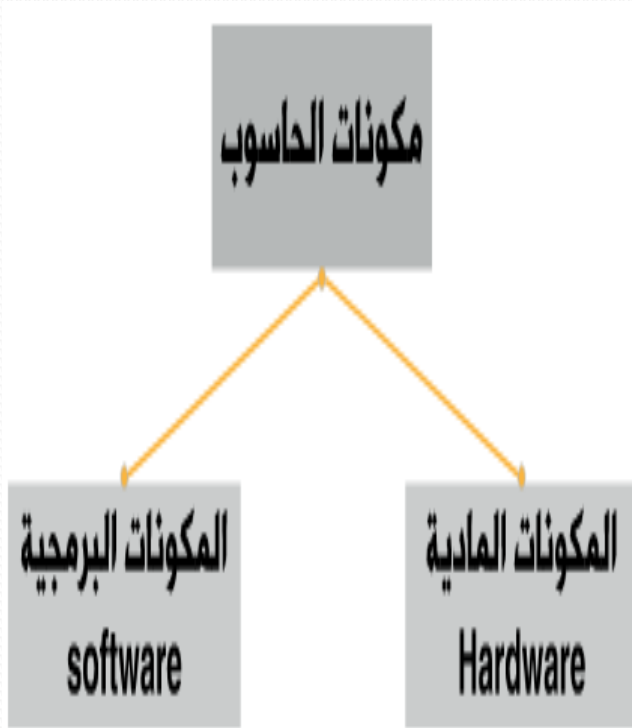 مكونات الحاسوب
المكونات المادية
Hardware
المكونات البرمجية
software